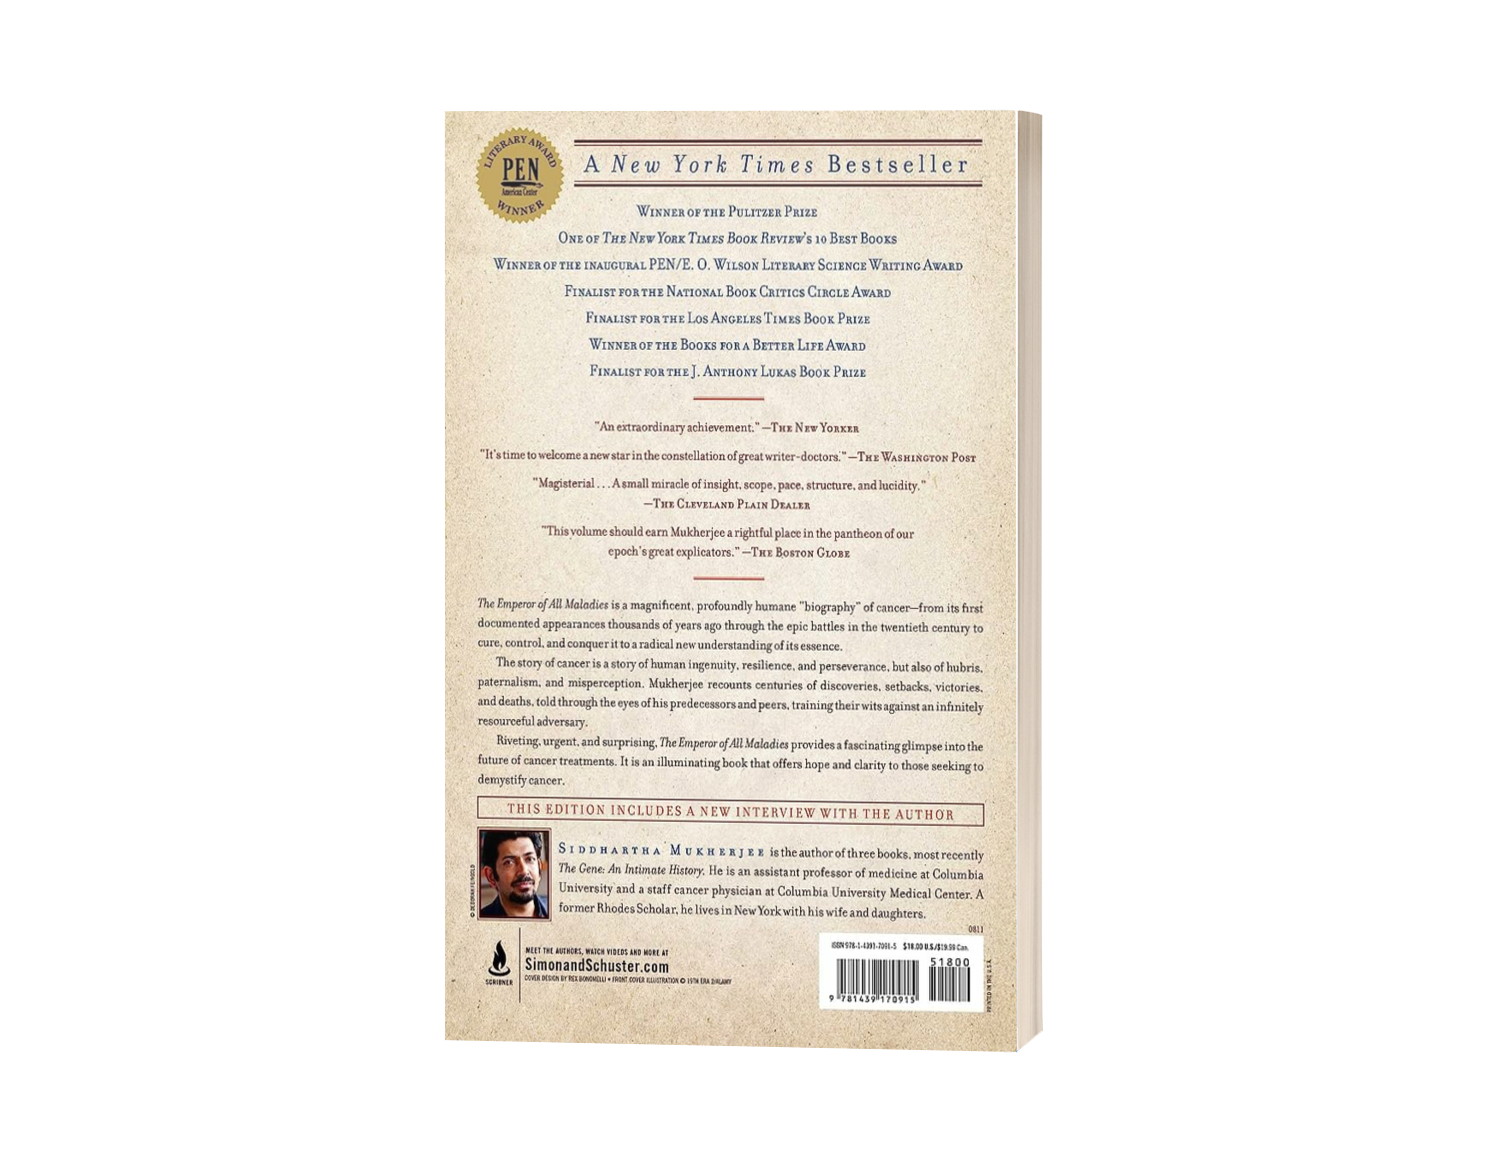 LITERARY AWARD
PEN
American Center
WINNER
A New York Times Bestseller
WINNER OF THE PULITZER PRIZE
ONE OF THE NEW YORK TIMES BOOK REVIEW'S 10 BEST BOOKS
WINNER OF THE INAUGURAL PEN/E. O. WILSON LITERARY SCIENCE WRITING AWARD
FINALIST FOR THE NATIONAL BOOK CRITICS CIRCLE AWARD
FINALIST FOR THE LOS ANGELES TIMES BOOK PRIZE
WINNER OF THE BOOKS FOR A BETTER LIFE AWARD
FINALIST FOR THE J. ANTHONY LUKAS BOOK PRIZE
"An extraordinary achievement." —THE NEW YORKER
"It's time to welcome a new star in the constellation of great writer-doctors." —THE WASHINGTON POST
"Magisterial . . . A small miracle of insight, scope, pace, structure, and lucidity."
—THE CLEVELAND PLAIN DEALER
"This volume should earn Mukherjee a rightful place in the pantheon of our
epoch's great explicators." —THE BOSTON GLOBE
The Emperor of All Maladies is a magnificent, profoundly humane "biography" of cancer—from its first
documented appearances thousands of years ago through the epic battles in the twentieth century to
cure, control, and conquer it to a radical new understanding of its essence.
The story of cancer is a story of human ingenuity, resilience, and perseverance, but also of hubris,
paternalism, and misperception. Mukherjee recounts centuries of discoveries, setbacks, victories,
and deaths, told through the eyes of his predecessors and peers, training their wits against an infinitely
resourceful adversary.
Riveting, urgent, and surprising, The Emperor of All Maladies provides a fascinating glimpse into the
future of cancer treatments. It is an illuminating book that offers hope and clarity to those seeking to
demystify cancer.
THIS EDITION INCLUDES A NEW INTERVIEW WITH THE AUTHOR
© DEBORAH FEINGOLD
SIDDHARTHA MUKHERJEE is the author of three books, most recently
The Gene: An Intimate History. He is an assistant professor of medicine at Columbia
University and a staff cancer physician at Columbia University Medical Center. A
former Rhodes Scholar, he lives in New York with his wife and daughters.
0811
SCRIBNER
MEET THE AUTHORS, WATCH VIDEOS AND MORE AT
SimonandSchuster.com
COVER DESIGN BY REX BONOMELLI • FRONT COVER ILLUSTRATION © 19TH ERA 2/ALAMY
ISBN 978-1-4391-7091-5 $18.00 U.S./$19.99 Can.
51800
9 781439 170915
PRINTED IN THE U.S.A.